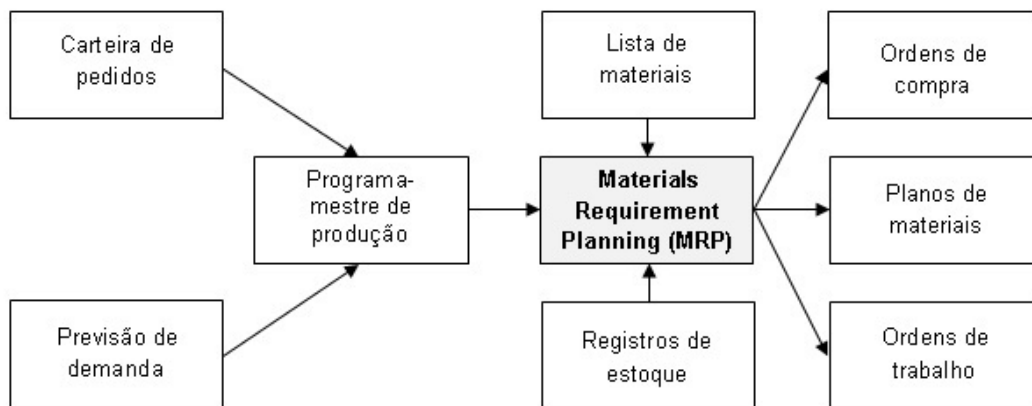 Carteira de
pedidos
Lista de
materiais
Ordens de
compra
Programa-
mestre de
produção
Materials
Requirement
Planning (MRP)
Planos de
materiais
Previsão de
demanda
Registros de
estoque
Ordens de
trabalho